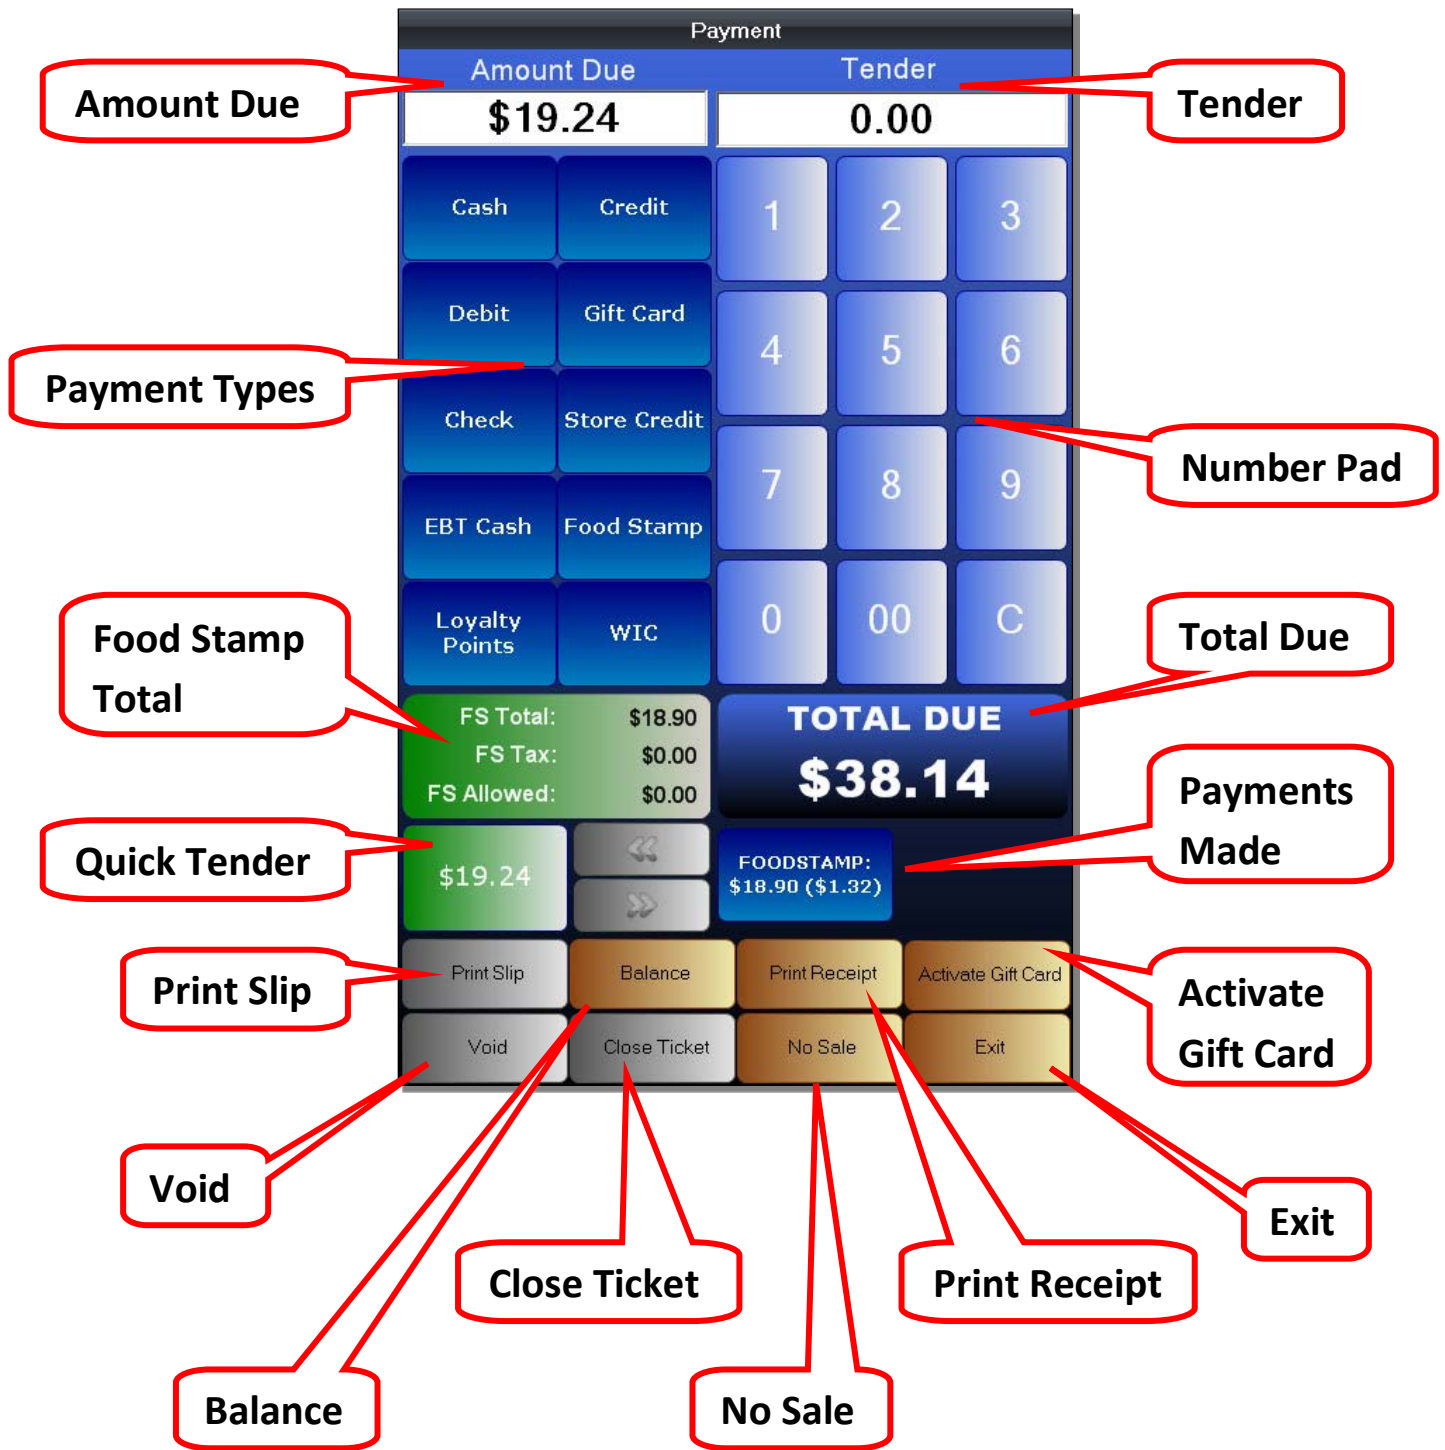 Payment
Amount Due
Tender
$19.24
0.00
Amount Due
Tender
Cash
Credit
1
2
3
Debit
Gift Card
4
5
6
Payment Types
Check
Store Credit
Number Pad
7
8
9
EBT Cash
Food Stamp
Loyalty
Points
WIC
0
00
C
Food Stamp
Total
Total Due
FS Total: $18.90
FS Tax: $0.00
FS Allowed: $0.00
TOTAL DUE
$38.14
Payments
Made
Quick Tender
$19.24
<<
>>
FOODSTAMP:
$18.90 ($1.32)
Print Slip
Print Slip
Balance
Print Receipt
Activate Gift Card
Activate
Gift Card
Void
Close Ticket
No Sale
Exit
Void
Exit
Close Ticket
Print Receipt
Balance
No Sale